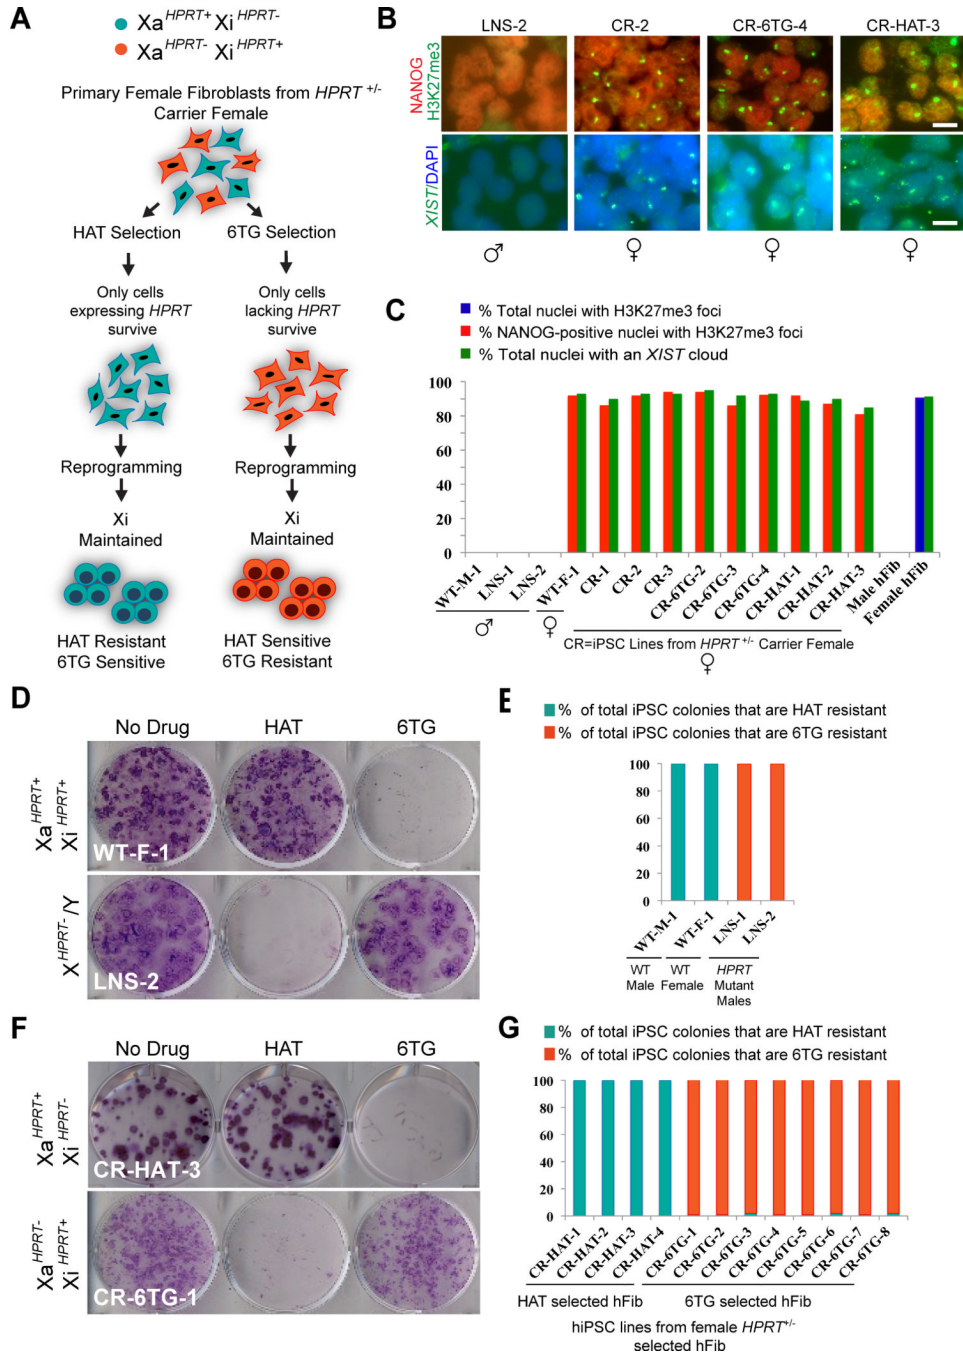 A
Xa^HPRT+ Xi^HPRT-
Xa^HPRT- Xi^HPRT+
Primary Female Fibroblasts from HPRT +/-
Carrier Female
HAT Selection
6TG Selection
Only cells
expressing HPRT
survive
Only cells
lacking HPRT
survive
Reprogramming
Reprogramming
Xi
Maintained
Xi
Maintained
HAT Resistant
6TG Sensitive
HAT Sensitive
6TG Resistant
B
LNS-2
CR-2
CR-6TG-4
CR-HAT-3
NANOG
H3K27me3
XIST/DAPI
♂
♀
♀
♀
C
% Total nuclei with H3K27me3 foci
% NANOG-positive nuclei with H3K27me3 foci
% Total nuclei with an XIST cloud
100
80
60
40
20
0
WT-M-1
LNS-1
LNS-2
WT-F-1
CR-1
CR-2
CR-3
CR-6TG-2
CR-6TG-3
CR-6TG-4
CR-HAT-1
CR-HAT-2
CR-HAT-3
Male hFib
Female hFib
♂
♀
CR=iPSC Lines from HPRT +/- Carrier Female
♀
D
No Drug
HAT
6TG
Xa^HPRT+
Xi^HPRT+
WT-F-1
X^HPRT-/Y
LNS-2
E
% of total iPSC colonies that are HAT resistant
% of total iPSC colonies that are 6TG resistant
100
80
60
40
20
0
WT-M-1
WT-F-1
LNS-1
LNS-2
WT
Male
WT
Female
HPRT
Mutant
Males
F
No Drug
HAT
6TG
Xa^HPRT+
Xi^HPRT-
CR-HAT-3
Xa^HPRT-
Xi^HPRT+
CR-6TG-1
G
% of total iPSC colonies that are HAT resistant
% of total iPSC colonies that are 6TG resistant
100
80
60
40
20
0
CR-HAT-1
CR-HAT-2
CR-HAT-3
CR-HAT-4
CR-6TG-1
CR-6TG-2
CR-6TG-3
CR-6TG-4
CR-6TG-5
CR-6TG-6
CR-6TG-7
CR-6TG-8
HAT selected hFib
6TG selected hFib
hiPSC lines from female HPRT+/-
selected hFib